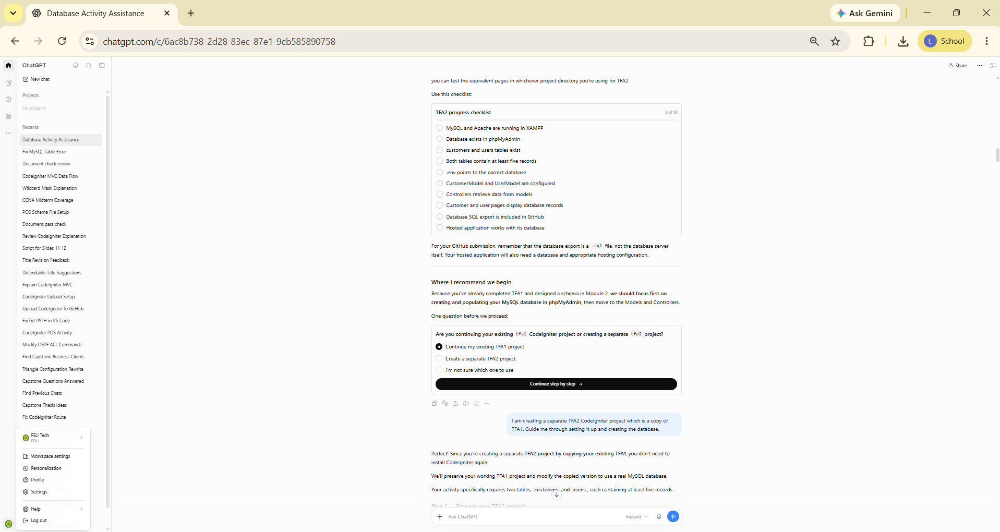 Database Activity Assistance
Ask Gemini
chatgpt.com/c/6ac8b738-2d28-83ec-87e1-9cb585890758
L School
ChatGPT
New chat
Projects
No projects
Recents
Database Activity Assistance
Fix MySQL Table Error
Document check review
CodeIgniter MVC Data Flow
Wildcard Mask Explanation
CCNA Midterm Coverage
POS Schema File Setup
Document pass check
Review CodeIgniter Explanation
Script for Slides 11 12
Title Revision Feedback
Defendable Title Suggestions
Explain CodeIgniter MVC
CodeIgniter Upload Setup
Upload CodeIgniter To GitHub
Fix Git PATH in VS Code
CodeIgniter POS Activity
Modify OSPF ACL Commands
Find Capstone Business Clients
Triangle Configuration Rewrite
Capstone Questions Answered
Find Previous Chats
Capstone Thesis Ideas
Fix CodeIgniter Route
FEU Tech
EDU
Workspace settings
Personalization
Profile
Settings
Help
Log out
Share
you can test the equivalent pages in whichever project directory you're using for TFA2.
Use this checklist:
TFA2 progress checklist
0 of 10
MySQL and Apache are running in XAMPP
Database exists in phpMyAdmin
customers and users tables exist
Both tables contain at least five records
.env points to the correct database
CustomerModel and UserModel are configured
Controllers retrieve data from models
Customer and user pages display database records
Database SQL export is included in GitHub
Hosted application works with its database
For your GitHub submission, remember that the database export is a .sql file, not the database server
itself. Your hosted application will also need a database and appropriate hosting configuration.
Where I recommend we begin
Because you've already completed TFA1 and designed a schema in Module 2, we should focus first on
creating and populating your MySQL database in phpMyAdmin, then move to the Models and Controllers.
One question before we proceed:
Are you continuing your existing tfa1 CodeIgniter project or creating a separate tfa2 project?
Continue my existing TFA1 project
Create a separate TFA2 project
I'm not sure which one to use
Continue step by step →
I am creating a separate TFA2 CodeIgniter project which is a copy of
TFA1. Guide me through setting it up and creating the database.
Perfect! Since you're creating a separate TFA2 project by copying your existing TFA1, you don't need to
install CodeIgniter again.
We'll preserve your working TFA1 project and modify the copied version to use a real MySQL database.
Your activity specifically requires two tables, customers and users, each containing at least five records.
Step 1 — Prepare your TFA2 project
Ask ChatGPT
Instant